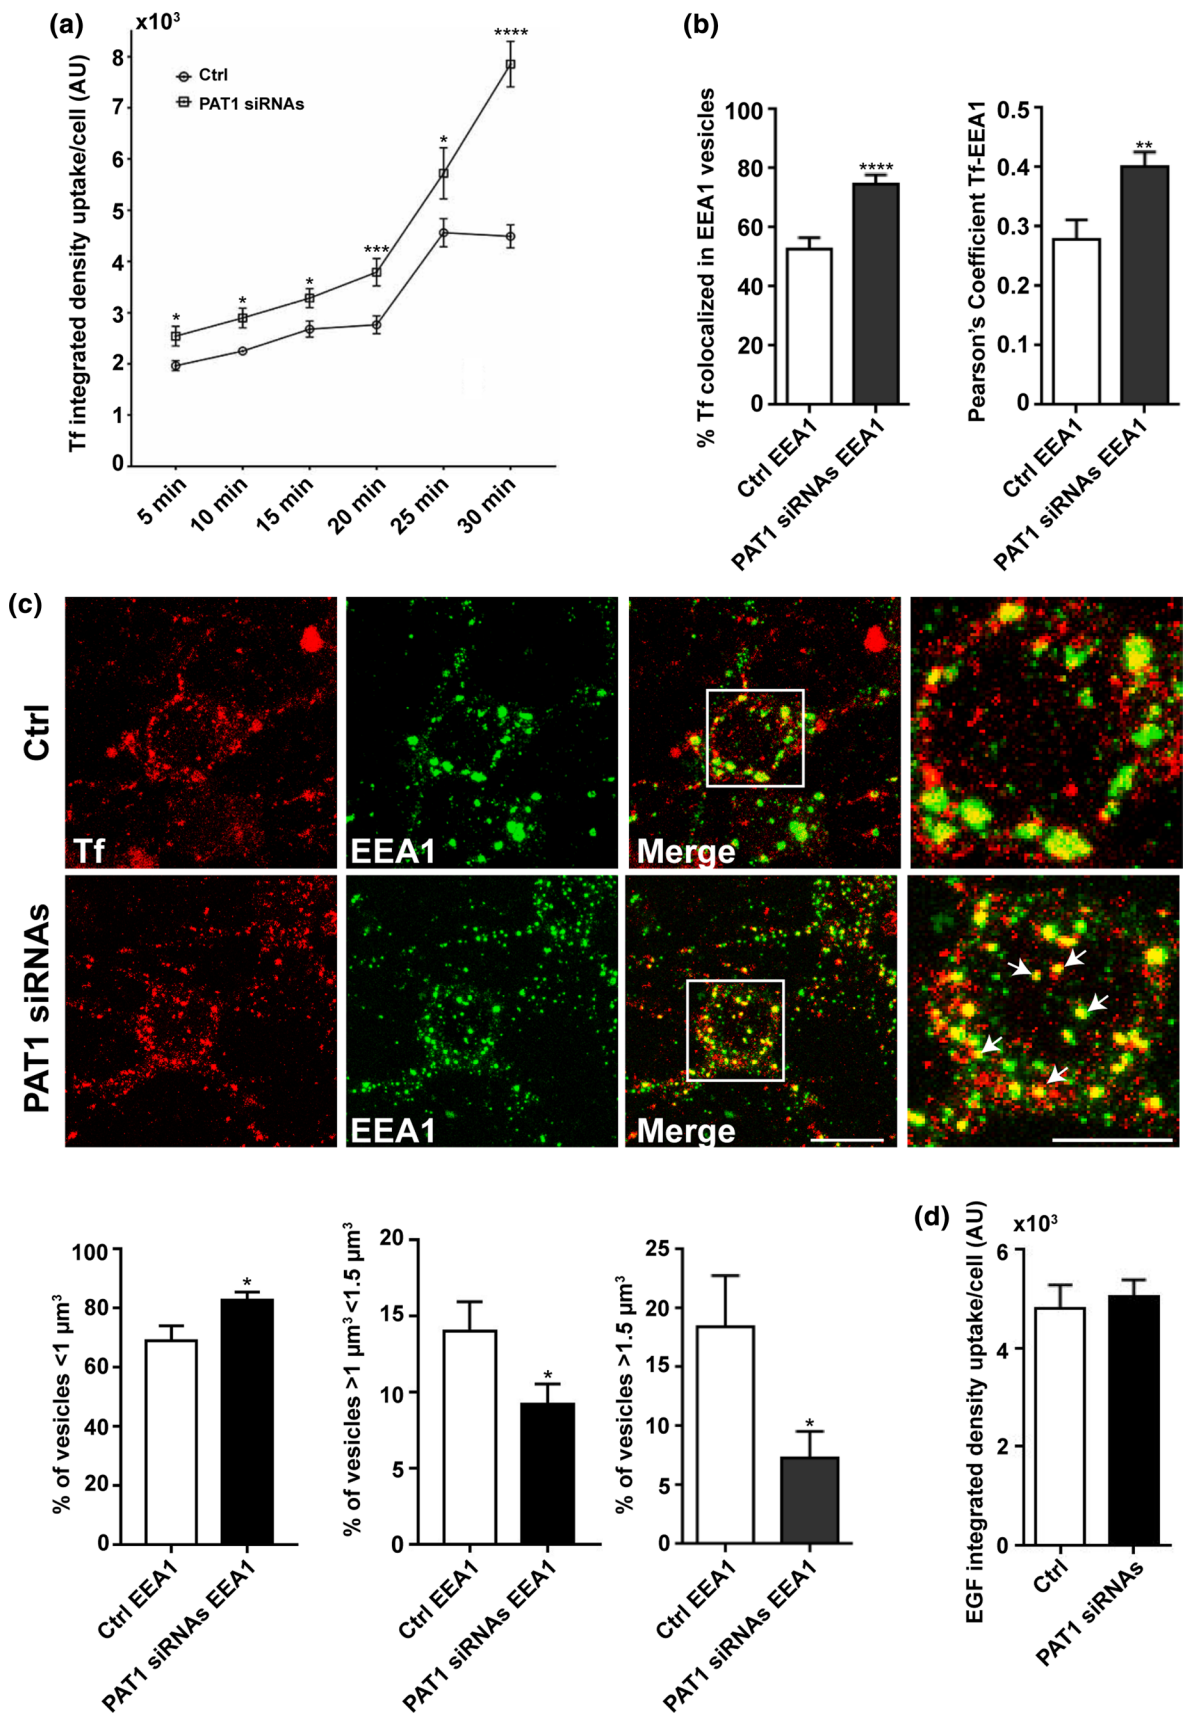 (a)
x10³
Tf integrated density uptake/cell (AU)
8
7
6
5
4
3
2
1
0
Ctrl
PAT1 siRNAs
*
*
*
***
*
****
5 min
10 min
15 min
20 min
25 min
30 min
(b)
% Tf colocalized in EEA1 vesicles
100
80
60
40
20
0
****
Ctrl EEA1
PAT1 siRNAs EEA1
Pearson's Coefficient Tf-EEA1
0.5
0.4
0.3
0.2
0.1
0
**
Ctrl EEA1
PAT1 siRNAs EEA1
(c)
Ctrl
Tf
EEA1
Merge
PAT1 siRNAs
EEA1
Merge
% of vesicles <1 µm³
100
80
60
40
20
0
*
Ctrl EEA1
PAT1 siRNAs EEA1
% of vesicles >1 µm³ <1.5 µm³
20
15
10
5
0
*
Ctrl EEA1
PAT1 siRNAs EEA1
% of vesicles >1.5 µm³
25
20
15
10
5
0
*
Ctrl EEA1
PAT1 siRNAs EEA1
(d)
x10³
EGF integrated density uptake/cell (AU)
6
4
2
0
Ctrl
PAT1 siRNAs